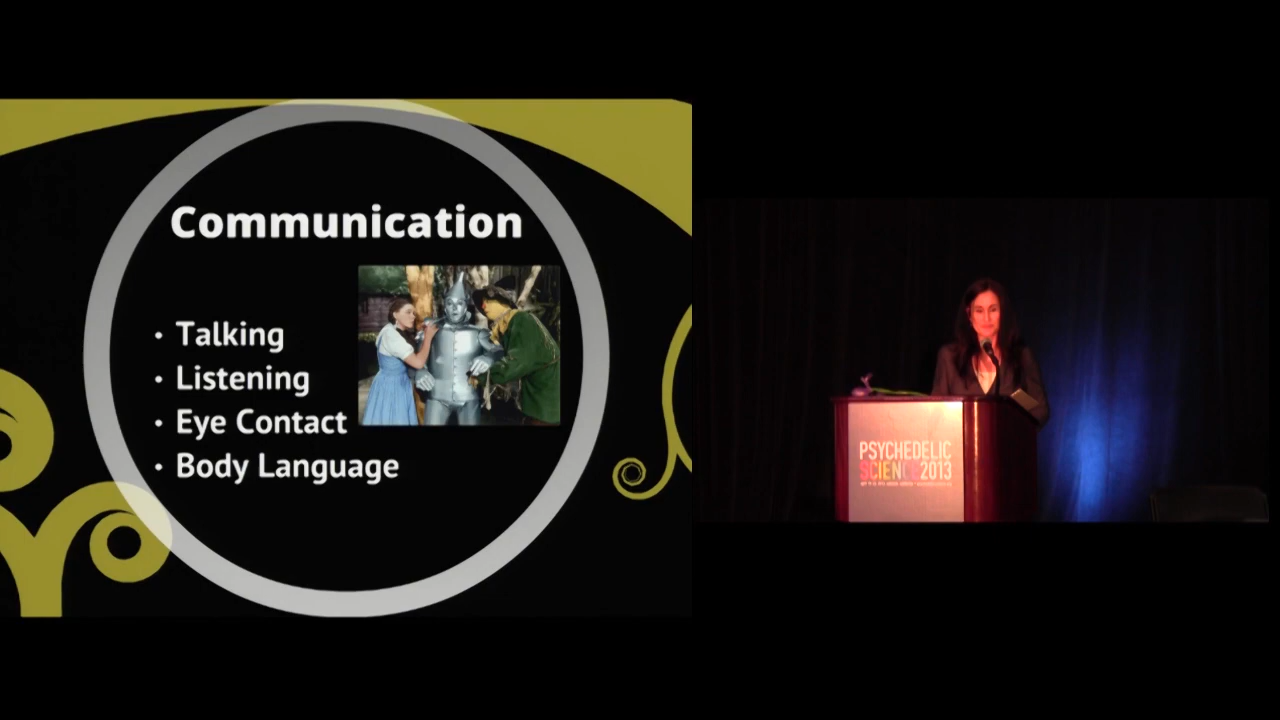 Communication
• Talking
• Listening
• Eye Contact
• Body Language
PSYCHEDELIC
SCIENCE 2013